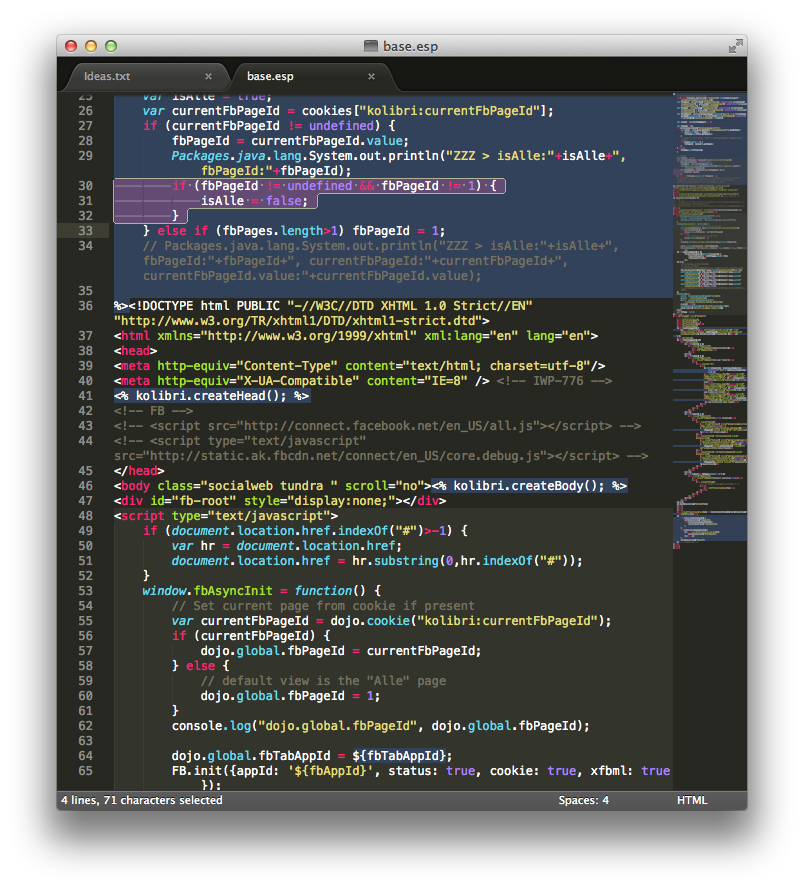 base.esp
Ideas.txt × base.esp ×
25 var isAlle = true;
26 var currentFbPageId = cookies["kolibri:currentFbPageId"];
27 if (currentFbPageId != undefined) {
28 fbPageId = currentFbPageId.value;
29 Packages.java.lang.System.out.println("ZZZ > isAlle:"+isAlle+",
fbPageId:"+fbPageId);
30 if (fbPageId != undefined && fbPageId != 1) {
31 isAlle = false;
32 }
33 } else if (fbPages.length>1) fbPageId = 1;
34 // Packages.java.lang.System.out.println("ZZZ > isAlle:"+isAlle+",
fbPageId:"+fbPageId+", currentFbPageId:"+currentFbPageId+",
currentFbPageId.value:"+currentFbPageId.value);
35
36 %><!DOCTYPE html PUBLIC "-//W3C//DTD XHTML 1.0 Strict//EN"
"http://www.w3.org/TR/xhtml1/DTD/xhtml1-strict.dtd">
37 <html xmlns="http://www.w3.org/1999/xhtml" xml:lang="en" lang="en">
38 <head>
39 <meta http-equiv="Content-Type" content="text/html; charset=utf-8"/>
40 <meta http-equiv="X-UA-Compatible" content="IE=8" /> <!-- IWP-776 -->
41 <% kolibri.createHead(); %>
42 <!-- FB -->
43 <!-- <script src="http://connect.facebook.net/en_US/all.js"></script> -->
44 <!-- <script type="text/javascript"
src="http://static.ak.fbcdn.net/connect/en_US/core.debug.js"></script> -->
45 </head>
46 <body class="socialweb tundra " scroll="no"><% kolibri.createBody(); %>
47 <div id="fb-root" style="display:none;"></div>
48 <script type="text/javascript">
49 if (document.location.href.indexOf("#")>-1) {
50 var hr = document.location.href;
51 document.location.href = hr.substring(0,hr.indexOf("#"));
52 }
53 window.fbAsyncInit = function() {
54 // Set current page from cookie if present
55 var currentFbPageId = dojo.cookie("kolibri:currentFbPageId");
56 if (currentFbPageId) {
57 dojo.global.fbPageId = currentFbPageId;
58 } else {
59 // default view is the "Alle" page
60 dojo.global.fbPageId = 1;
61 }
62 console.log("dojo.global.fbPageId", dojo.global.fbPageId);
63
64 dojo.global.fbTabAppId = ${fbTabAppId};
65 FB.init({appId: '${fbAppId}', status: true, cookie: true, xfbml: true
});
4 lines, 71 characters selected Spaces: 4 HTML